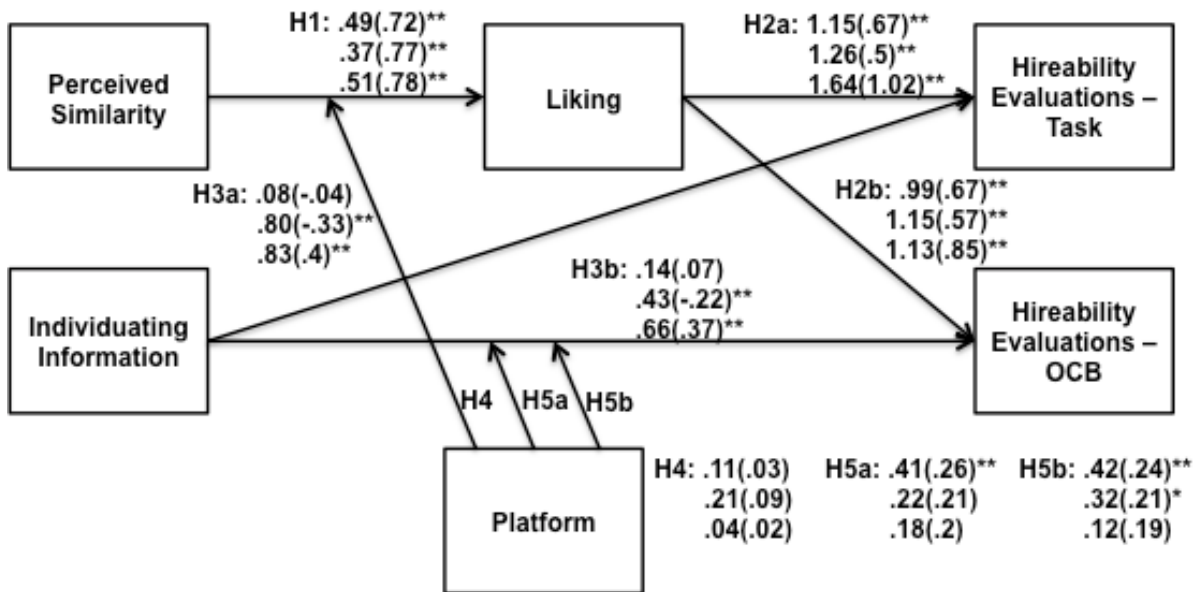 H1: .49(.72)**
.37(.77)**
.51(.78)**
H2a: 1.15(.67)**
1.26(.5)**
1.64(1.02)**
Perceived
Similarity
Liking
Hireability
Evaluations –
Task
H3a: .08(-.04)
.80(-.33)**
.83(.4)**
H2b: .99(.67)**
1.15(.57)**
1.13(.85)**
H3b: .14(.07)
.43(-.22)**
.66(.37)**
Individuating
Information
Hireability
Evaluations –
OCB
H4
H5a
H5b
Platform
H4: .11(.03)
.21(.09)
.04(.02)
H5a: .41(.26)**
.22(.21)
.18(.2)
H5b: .42(.24)**
.32(.21)*
.12(.19)